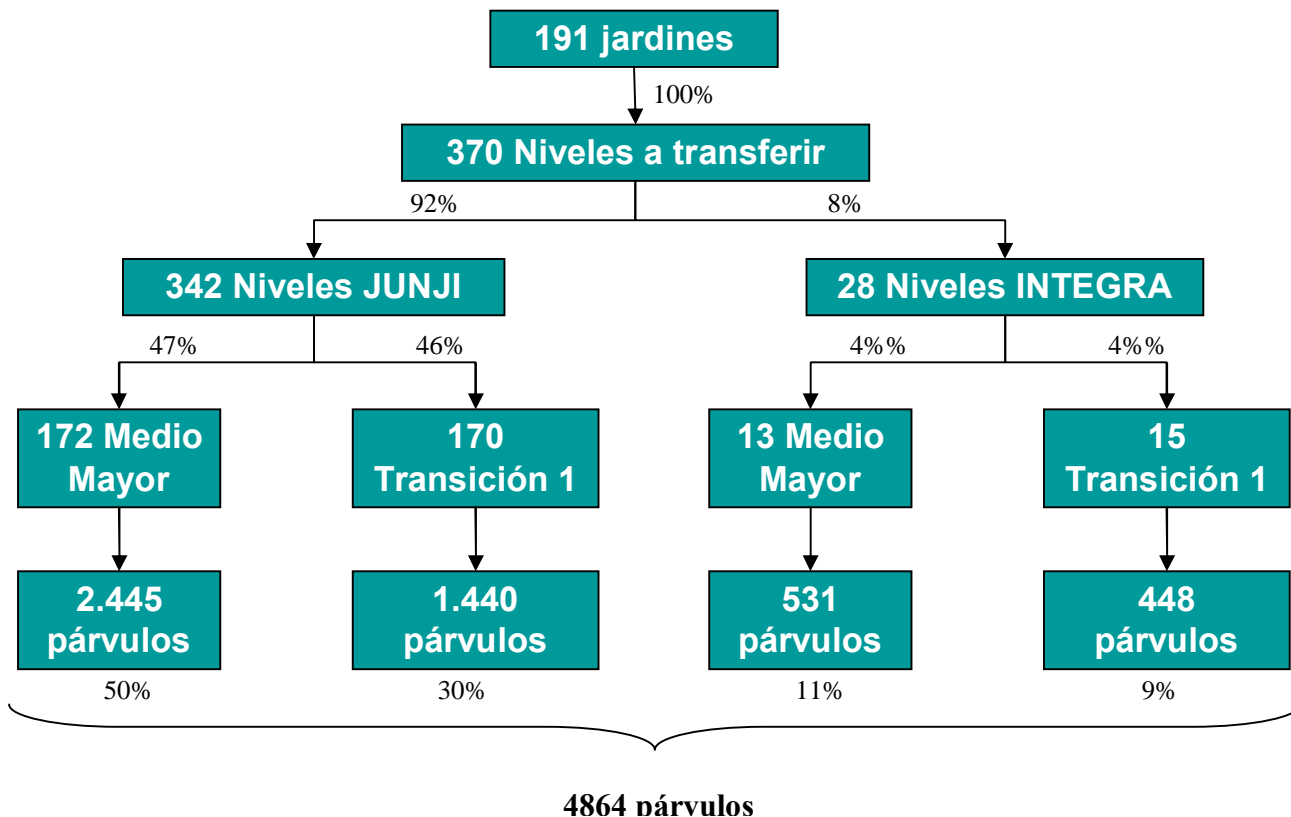 191 jardines
100%
370 Niveles a transferir
92%
8%
342 Niveles JUNJI
28 Niveles INTEGRA
47%
46%
4%%
4%%
172 Medio
Mayor
170
Transición 1
13 Medio
Mayor
15
Transición 1
2.445
párvulos
1.440
párvulos
531
párvulos
448
párvulos
50%
30%
11%
9%
4864 párvulos